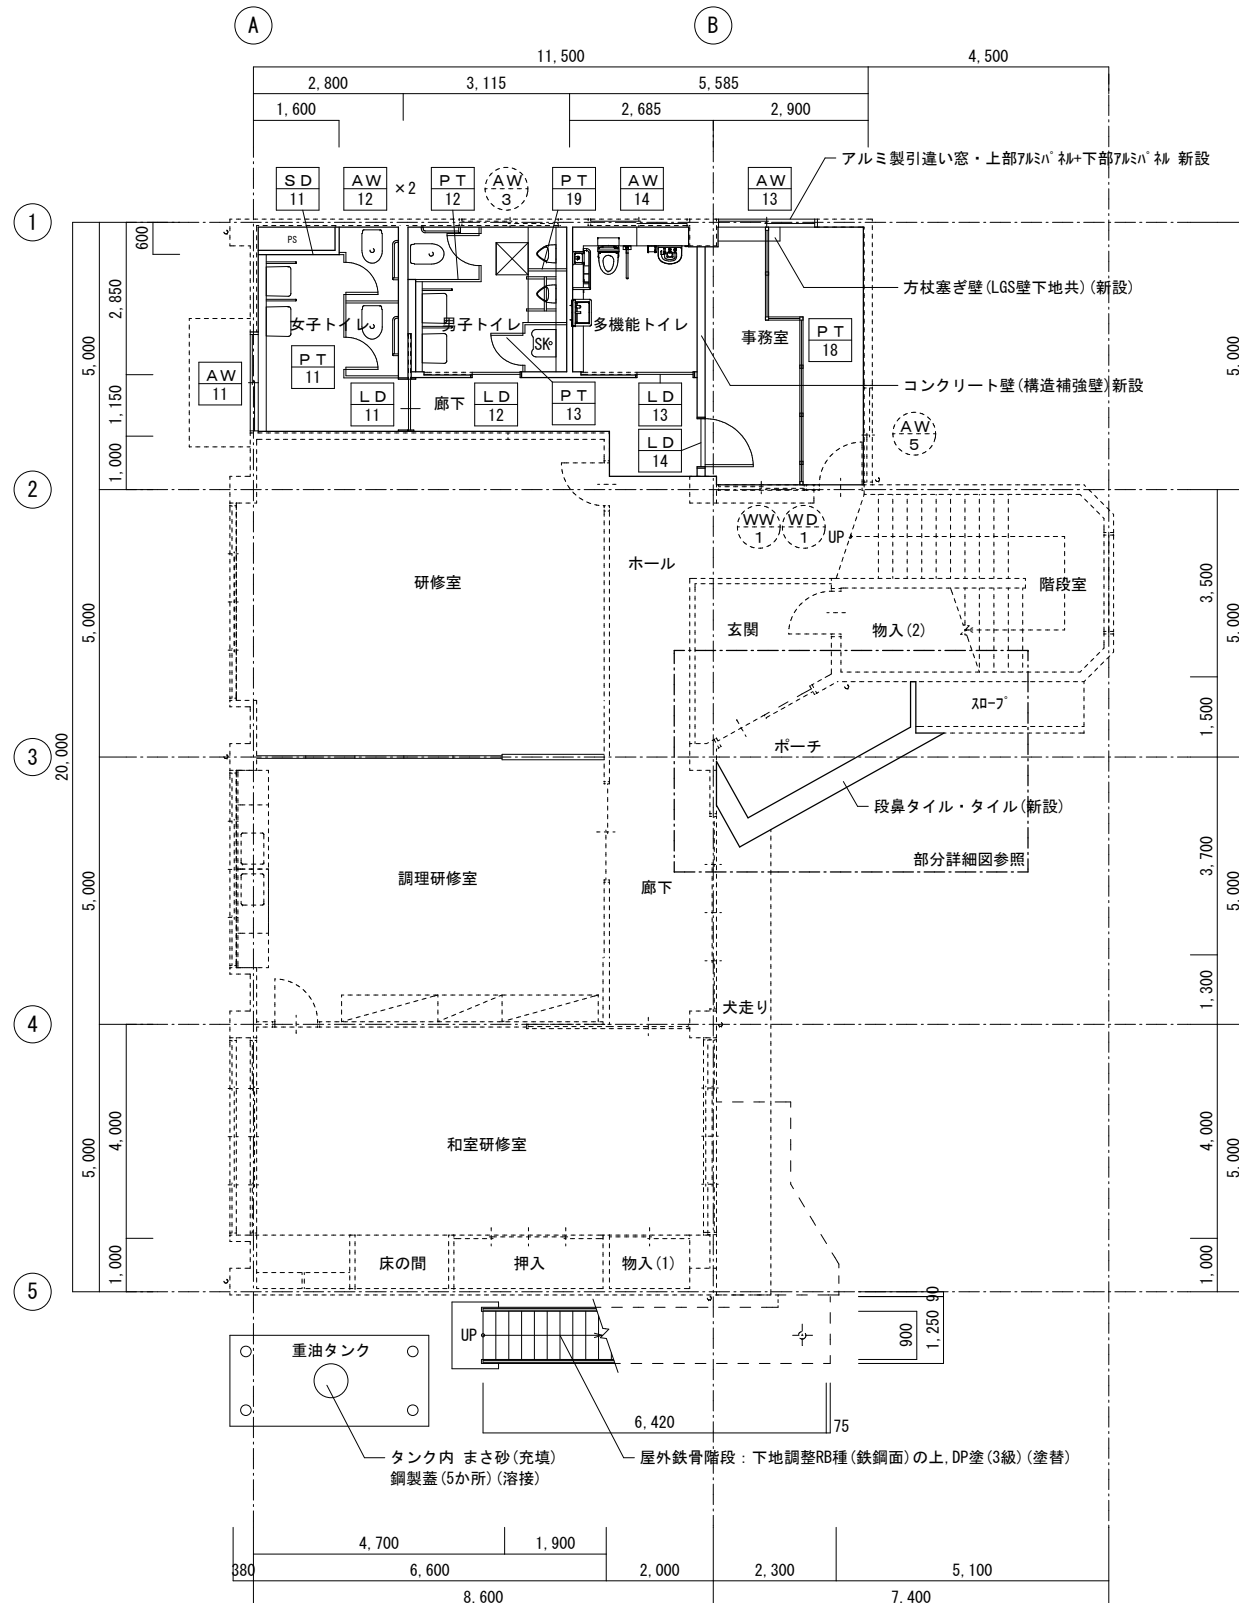 A
B
11,500
4,500
2,800
3,115
5,585
1,600
2,685
2,900
アルミ製引違い窓・上部ｱﾙﾐﾊﾟﾈﾙ+下部ｱﾙﾐﾊﾟﾈﾙ 新設
SD
11
AW
12
×2
PT
12
AW
3
PT
19
AW
14
AW
13
1
600
PS
2,850
方杖塞ぎ壁(LGS壁下地共)(新設)
女子トイレ
男子トイレ
多機能トイレ
事務室
PT
18
SK
5,000
5,000
AW
11
PT
11
コンクリート壁(構造補強壁)新設
1,150
LD
11
廊下
LD
12
PT
13
LD
13
AW
5
1,000
LD
14
2
WW
1
WD
1
UP
ホール
階段室
研修室
3,500
5,000
5,000
玄関
物入(2)
ｽﾛｰﾌﾟ
1,500
ポーチ
3
20,000
段鼻タイル・タイル(新設)
部分詳細図参照
3,700
調理研修室
廊下
5,000
5,000
1,300
犬走り
4
4,000
和室研修室
4,000
5,000
5,000
床の間
押入
物入(1)
1,000
1,000
5
90
UP
900
1,250
重油タンク
6,420
75
タンク内 まさ砂(充填)
鋼製蓋(5か所)(溶接)
屋外鉄骨階段：下地調整RB種(鉄鋼面)の上,DP塗(3級)(塗替)
4,700
1,900
380
6,600
2,000
2,300
5,100
8,600
7,400